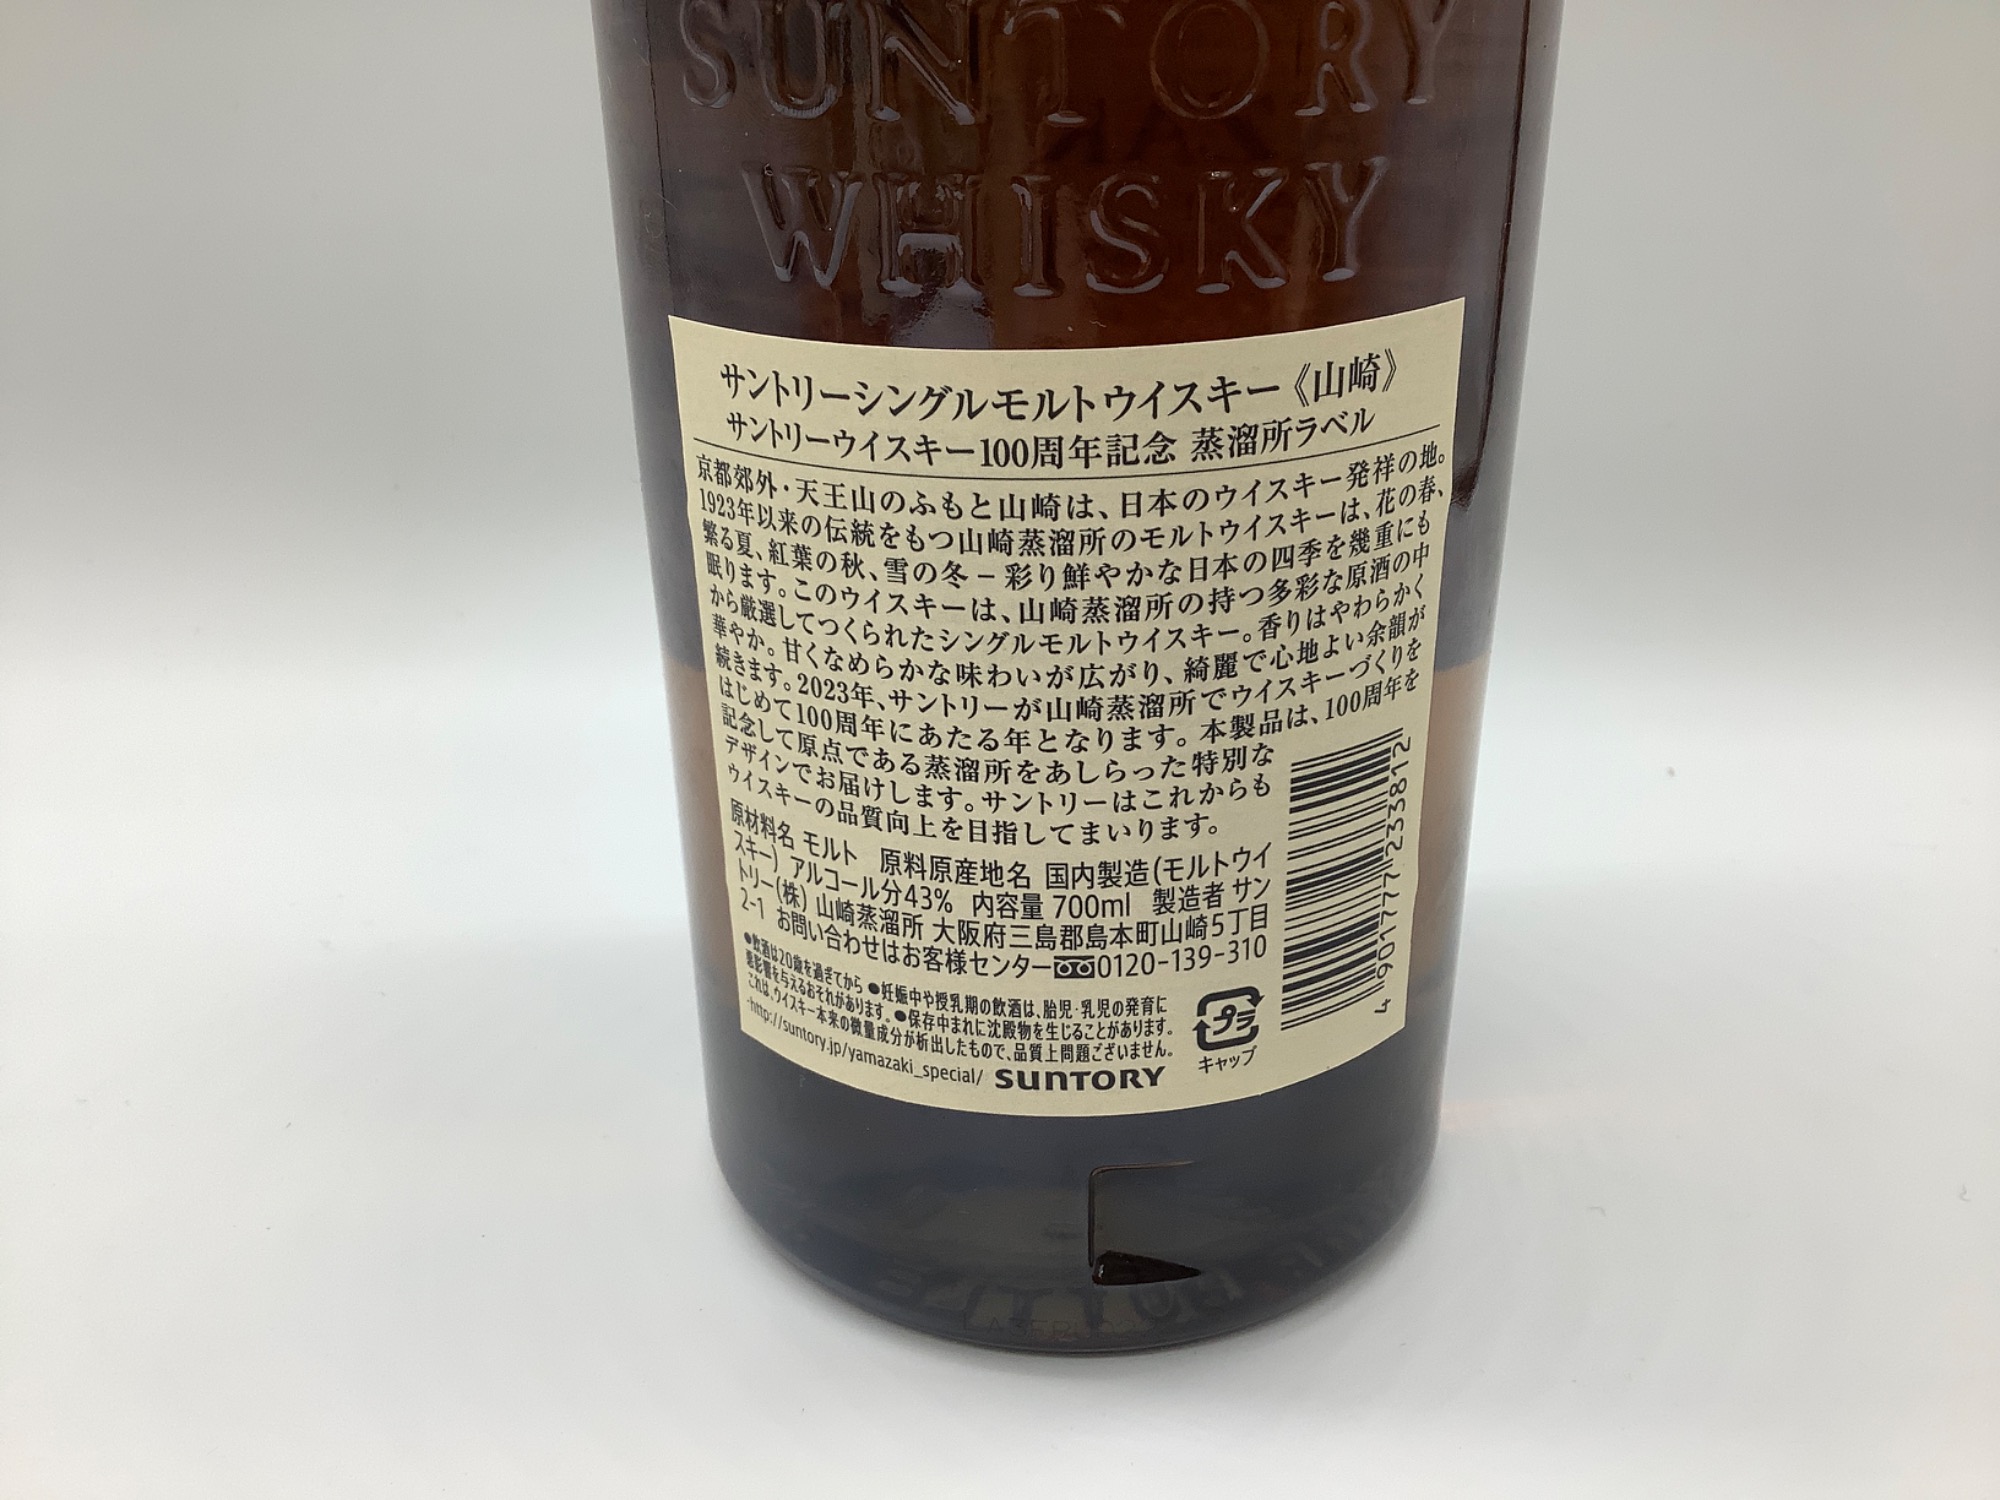 SUNTORY
WHISKY
サントリーシングルモルトウイスキー《山崎》
サントリーウイスキー100周年記念 蒸溜所ラベル
京都郊外・天王山のふもと山崎は、日本のウイスキー発祥の地。
1923年以来の伝統をもつ山崎蒸溜所のモルトウイスキーは、花の春、
繁る夏、紅葉の秋、雪の冬－彩り鮮やかな日本の四季を幾重にも
眠ります。このウイスキーは、山崎蒸溜所の持つ多彩な原酒の中
から厳選してつくられたシングルモルトウイスキー。香りはやわらかく
華やか。甘くなめらかな味わいが広がり、綺麗で心地よい余韻が
続きます。2023年、サントリーが山崎蒸溜所でウイスキーづくりを
はじめて100周年にあたる年となります。本製品は、100周年を
記念して原点である蒸溜所をあしらった特別な
デザインでお届けします。サントリーはこれからも
ウイスキーの品質向上を目指してまいります。
原材料名 モルト 原料原産地名 国内製造(モルトウイ
スキー) アルコール分43% 内容量 700ml 製造者 サン
トリー(株) 山崎蒸溜所 大阪府三島郡島本町山崎5丁目
2-1 お問い合わせはお客様センター0120-139-310
●飲酒は20歳を過ぎてから ●妊娠中や授乳期の飲酒は、胎児・乳児の発育に
悪影響を与えるおそれがあります。●保存中まれに沈殿物を生じることがあります。
これは、ウイスキー本来の微量成分が析出したもので、品質上問題ございません。
http://suntory.jp/yamazaki_special/ SUNTORY
プラ
キャップ
4 901777 233812